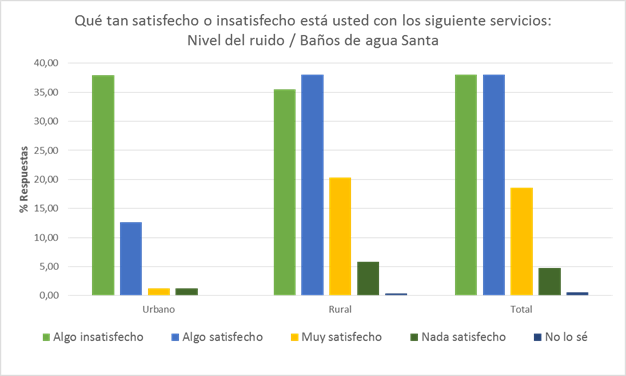 Qué tan satisfecho o insatisfecho está usted con los siguiente servicios:
Nivel del ruido / Baños de agua Santa
% Respuestas
40,00
35,00
30,00
25,00
20,00
15,00
10,00
5,00
0,00
Urbano Rural Total
Algo insatisfecho Algo satisfecho Muy satisfecho Nada satisfecho No lo sé